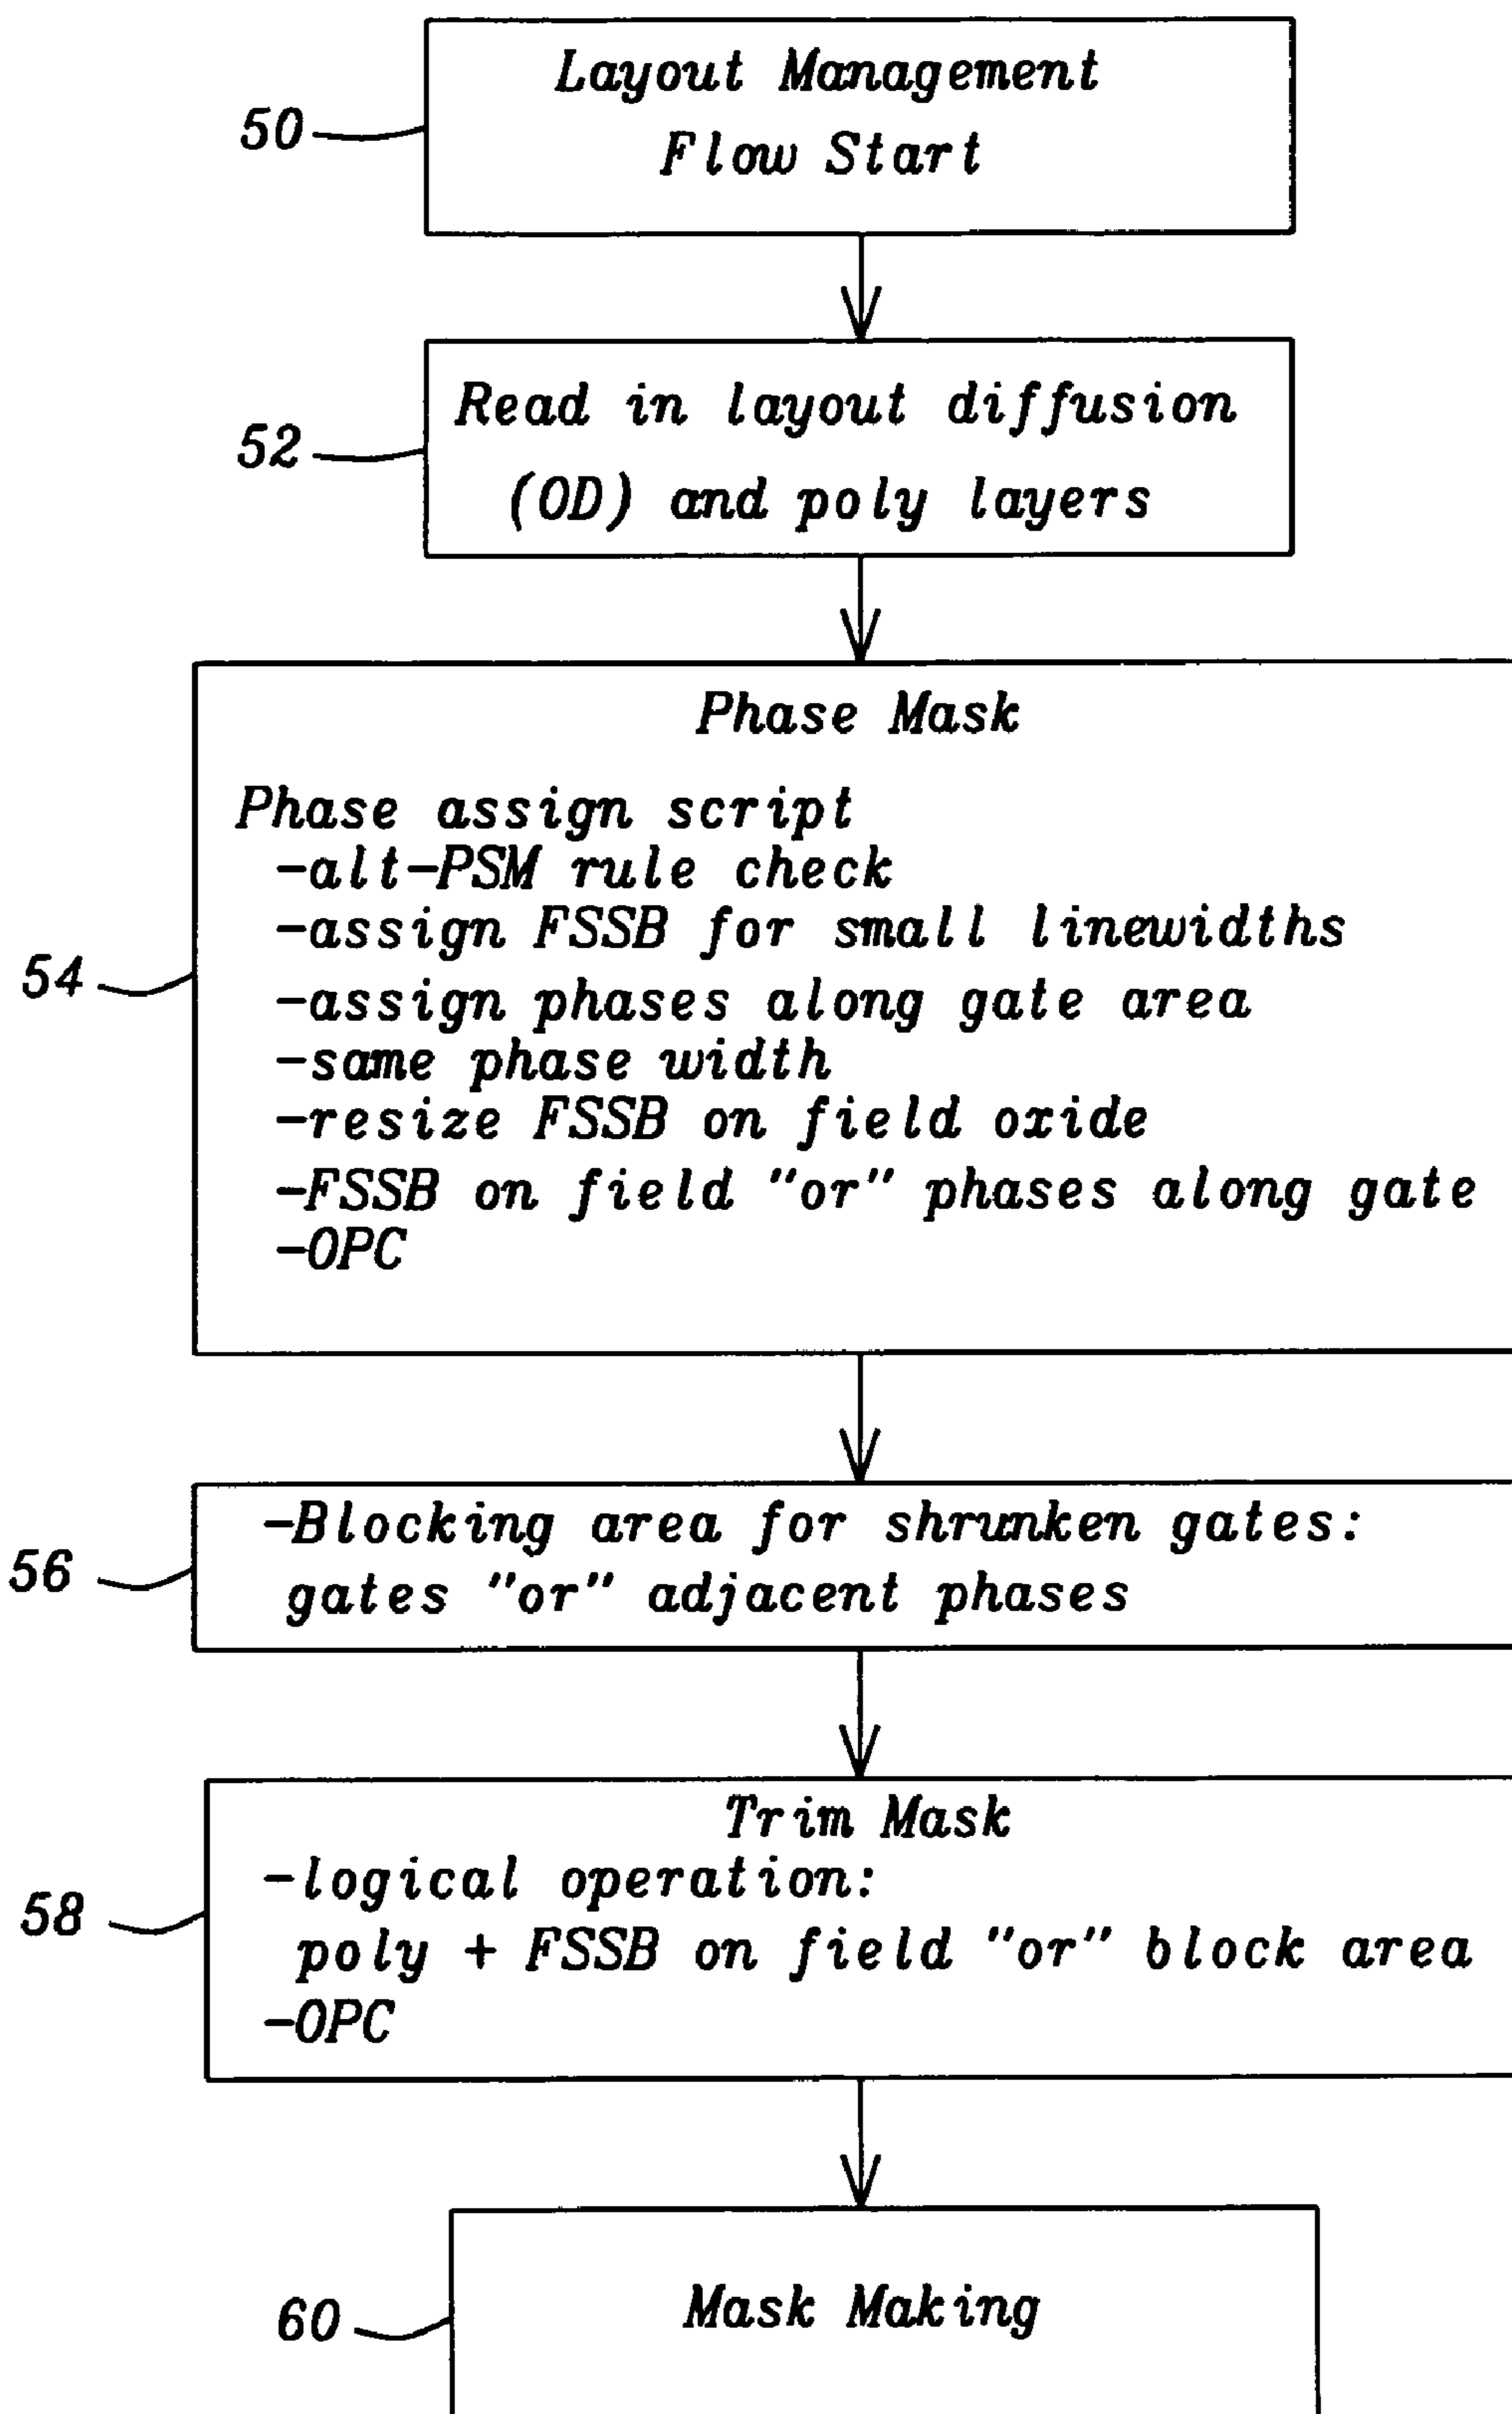 Layout Management
50
Flow Start
Read in layout diffusion
52
(OD) and poly layers
Phase Mask
Phase assign script
-alt-PSM rule check
-assign FSSB for small linewidths
54
-assign phases along gate area
-same phase width
-resize FSSB on field oxide
-FSSB on field "or" phases along gate
-OPC
-Blocking area for shrunken gates:
56
gates "or" adjacent phases
Trim Mask
-logical operation:
58
poly + FSSB on field "or" block area
-OPC
60
Mask Making